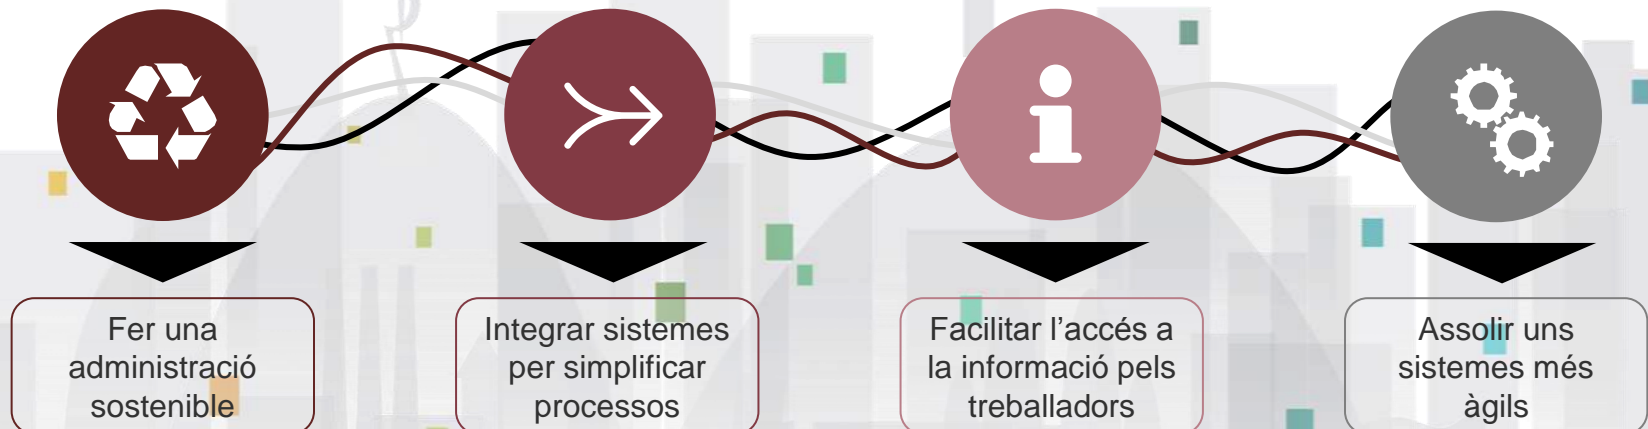 Fer una
administració
sostenible
Integrar sistemes
per simplificar
processos
Facilitar l’accés a
la informació pels
treballadors
Assolir uns
sistemes més
àgils